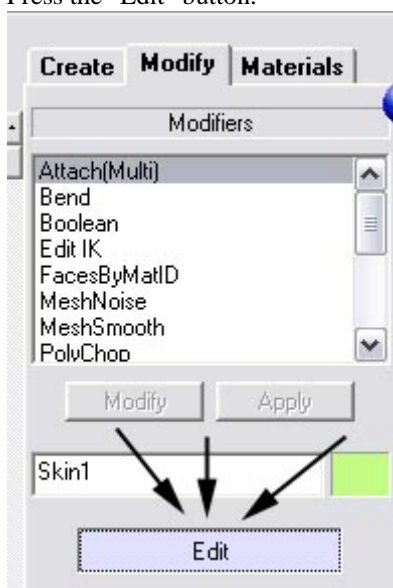 Press the "Edit" button.
Create Modify Materials
Modifiers
Attach(Multi)
Bend
Boolean
Edit IK
FacesByMatID
MeshNoise
MeshSmooth
PolyChop
Modify Apply
Skin1
Edit